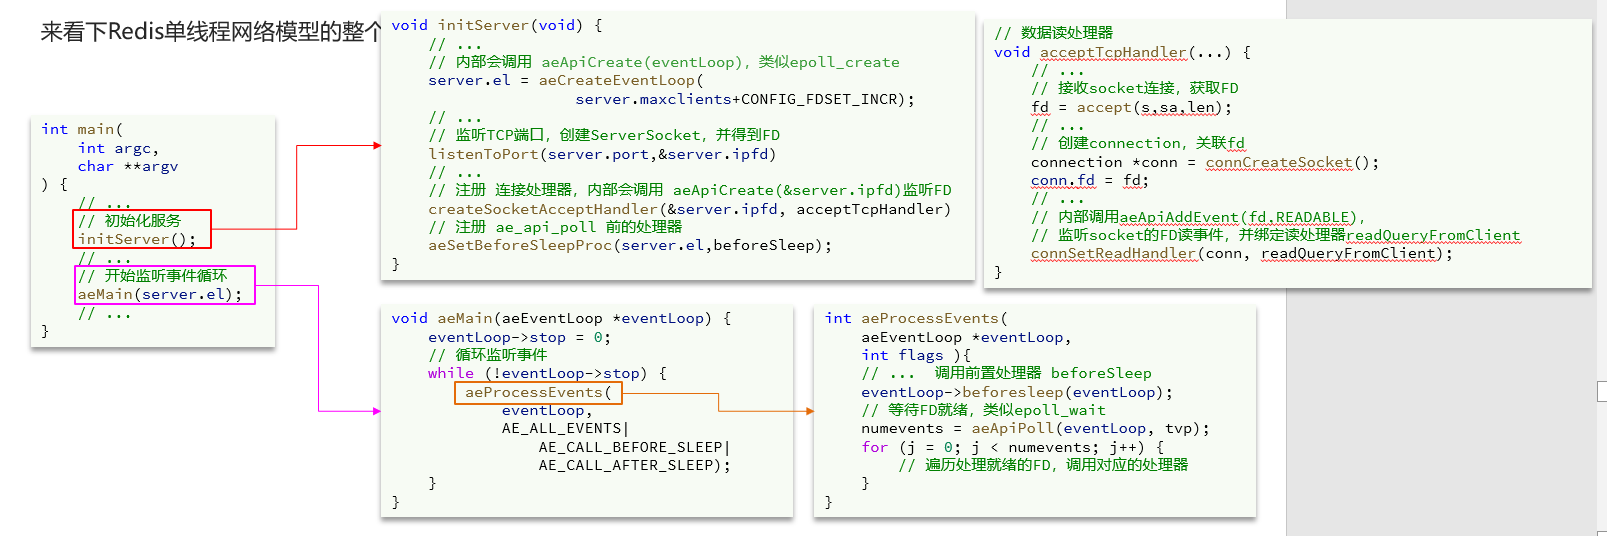 来看下Redis单线程网络模型的整个
int main(
int argc,
char **argv
) {
// ...
// 初始化服务
initServer();
// ...
// 开始监听事件循环
aeMain(server.el);
// ...
}
void initServer(void) {
// ...
// 内部会调用 aeApiCreate(eventLoop)，类似epoll_create
server.el = aeCreateEventLoop(
server.maxclients+CONFIG_FDSET_INCR);
// ...
// 监听TCP端口，创建ServerSocket，并得到FD
listenToPort(server.port,&server.ipfd)
// ...
// 注册 连接处理器，内部会调用 aeApiCreate(&server.ipfd)监听FD
createSocketAcceptHandler(&server.ipfd, acceptTcpHandler)
// 注册 ae_api_poll 前的处理器
aeSetBeforeSleepProc(server.el,beforeSleep);
}
// 数据读处理器
void acceptTcpHandler(...) {
// ...
// 接收socket连接，获取FD
fd = accept(s,sa,len);
// ...
// 创建connection，关联fd
connection *conn = connCreateSocket();
conn.fd = fd;
// ...
// 内部调用aeApiAddEvent(fd,READABLE)，
// 监听socket的FD读事件，并绑定读处理器readQueryFromClient
connSetReadHandler(conn, readQueryFromClient);
}
void aeMain(aeEventLoop *eventLoop) {
eventLoop->stop = 0;
// 循环监听事件
while (!eventLoop->stop) {
aeProcessEvents(
eventLoop,
AE_ALL_EVENTS|
AE_CALL_BEFORE_SLEEP|
AE_CALL_AFTER_SLEEP);
}
}
int aeProcessEvents(
aeEventLoop *eventLoop,
int flags ){
// ... 调用前置处理器 beforeSleep
eventLoop->beforesleep(eventLoop);
// 等待FD就绪，类似epoll_wait
numevents = aeApiPoll(eventLoop, tvp);
for (j = 0; j < numevents; j++) {
// 遍历处理就绪的FD，调用对应的处理器
}
}